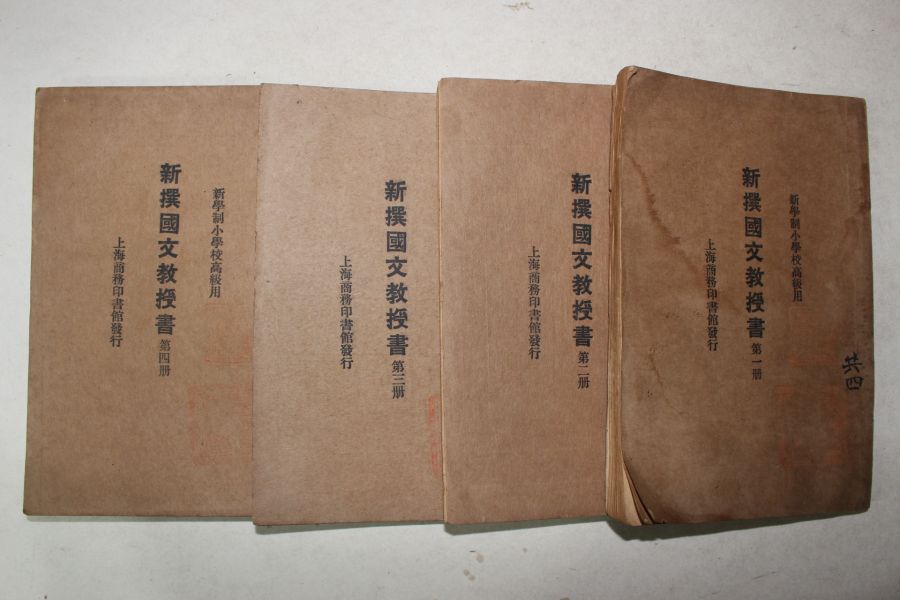 新學制小學校高級用
新撰國文教授書 第一册
上海商務印書館發行
共四
新撰國文教授書 第二册
上海商務印書館發行
新撰國文教授書 第三册
上海商務印書館發行
新學制小學校高級用
新撰國文教授書 第四册
上海商務印書館發行